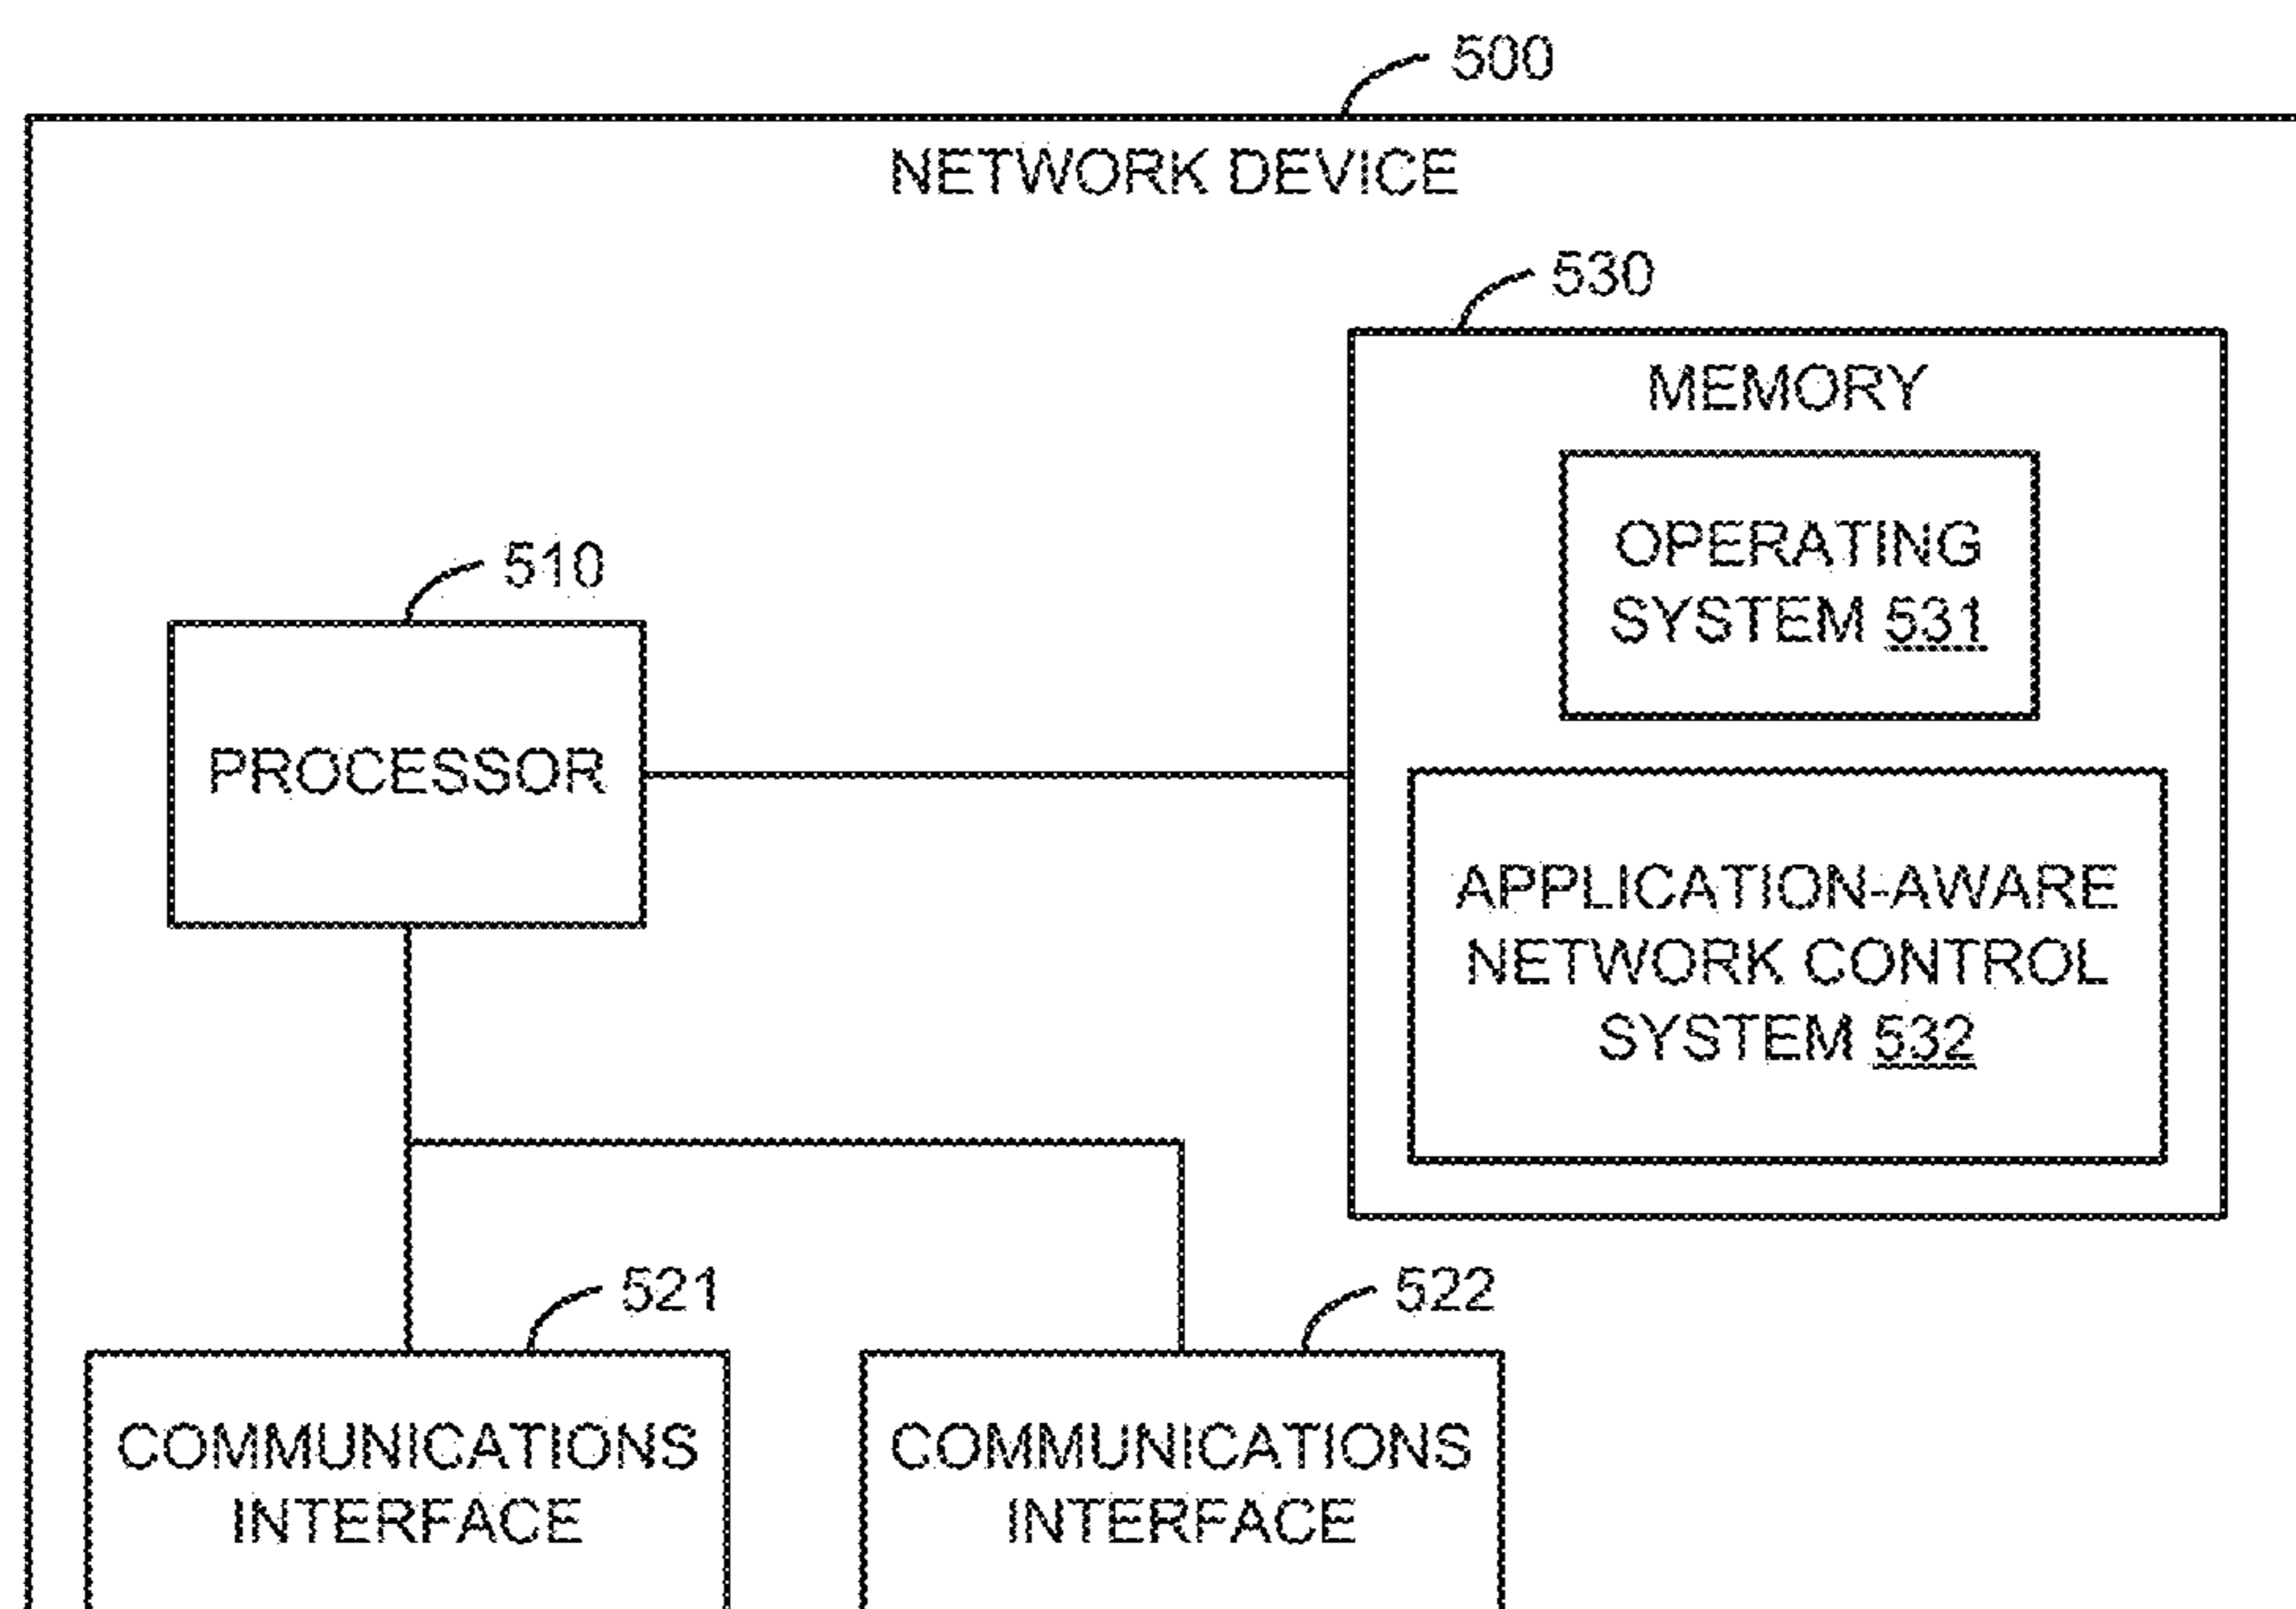 500
NETWORK DEVICE
530
MEMORY
OPERATING
SYSTEM 531
510
PROCESSOR
APPLICATION-AWARE
NETWORK CONTROL
SYSTEM 532
521
522
COMMUNICATIONS
INTERFACE
COMMUNICATIONS
INTERFACE